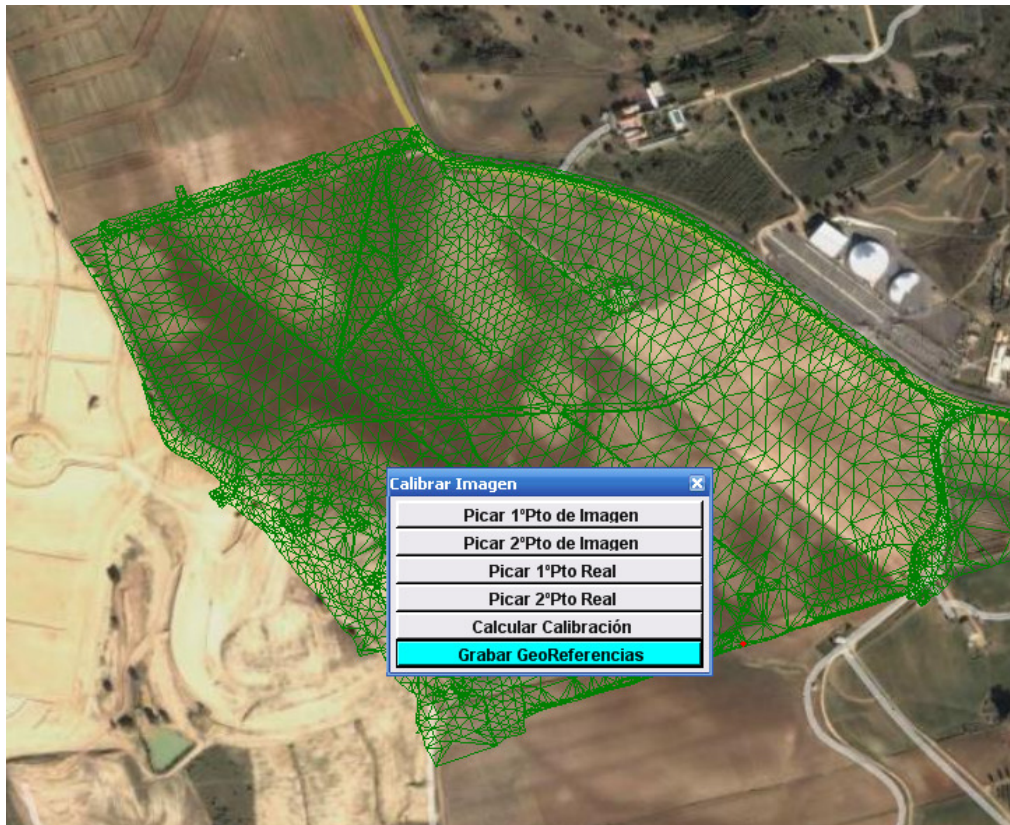 Calibrar Imagen
Picar 1ºPto de Imagen
Picar 2ºPto de Imagen
Picar 1ºPto Real
Picar 2ºPto Real
Calcular Calibración
Grabar GeoReferencias